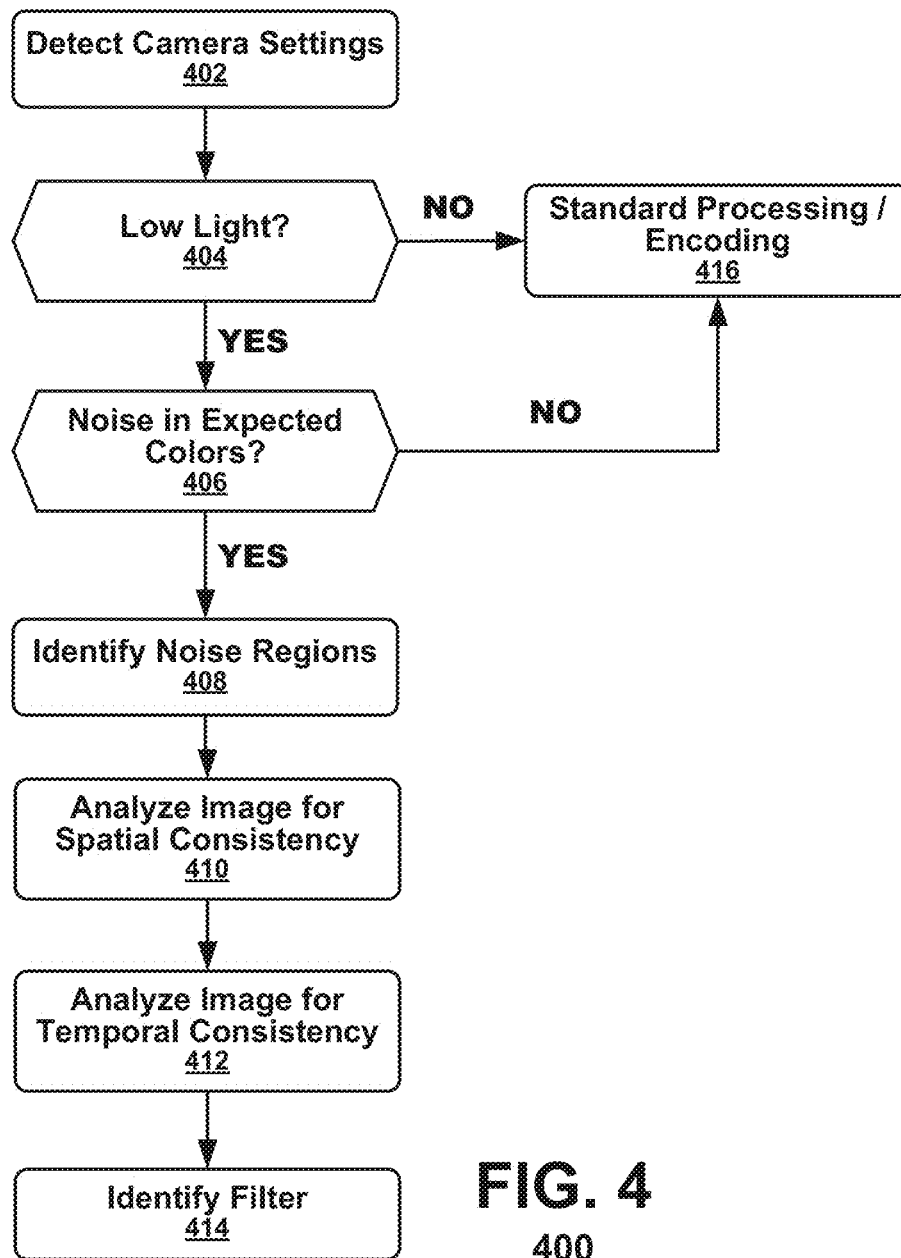 Detect Camera Settings
402
Low Light?
404
NO
Standard Processing /
Encoding
416
YES
Noise in Expected
Colors?
406
NO
YES
Identify Noise Regions
408
Analyze Image for
Spatial Consistency
410
Analyze Image for
Temporal Consistency
412
Identify Filter
414
FIG. 4
400